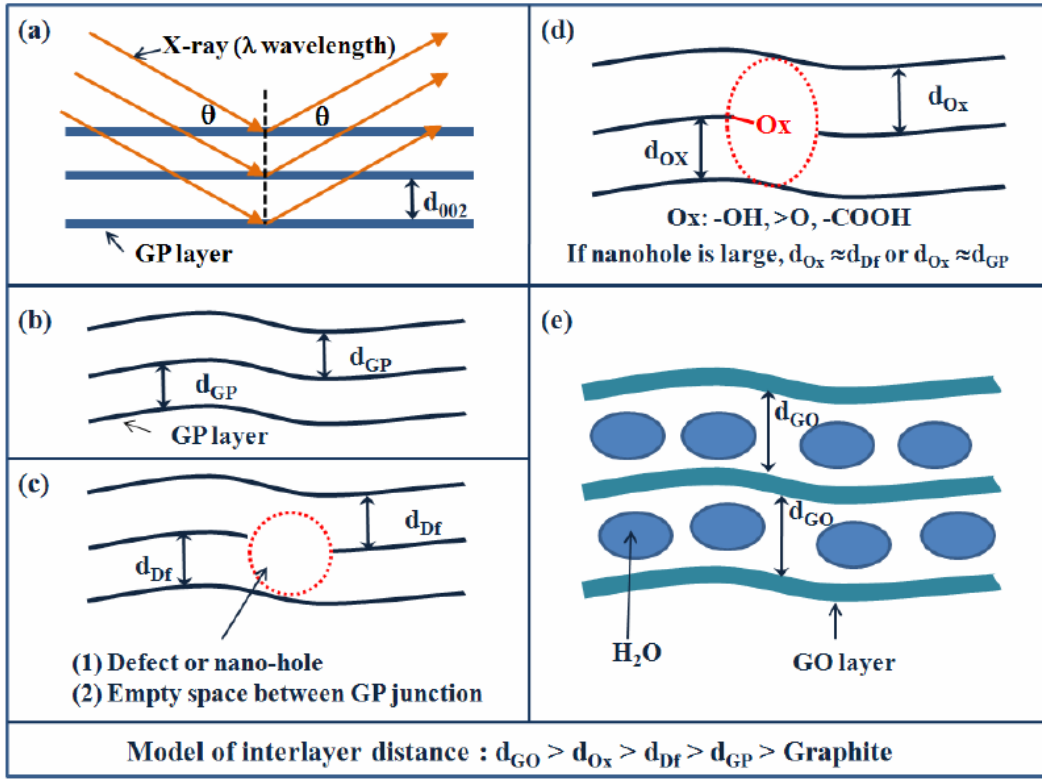 (a)
X-ray (λ wavelength)
θ
θ
d002
GP layer
(b)
dGP
dGP
GP layer
(c)
dDf
dDf
(1) Defect or nano-hole
(2) Empty space between GP junction
(d)
dOx
Ox
dOX
Ox: -OH, >O, -COOH
If nanohole is large, dOx ≈dDf or dOx ≈dGP
(e)
dGO
dGO
H2O
GO layer
Model of interlayer distance : dGO > dOx > dDf > dGP > Graphite